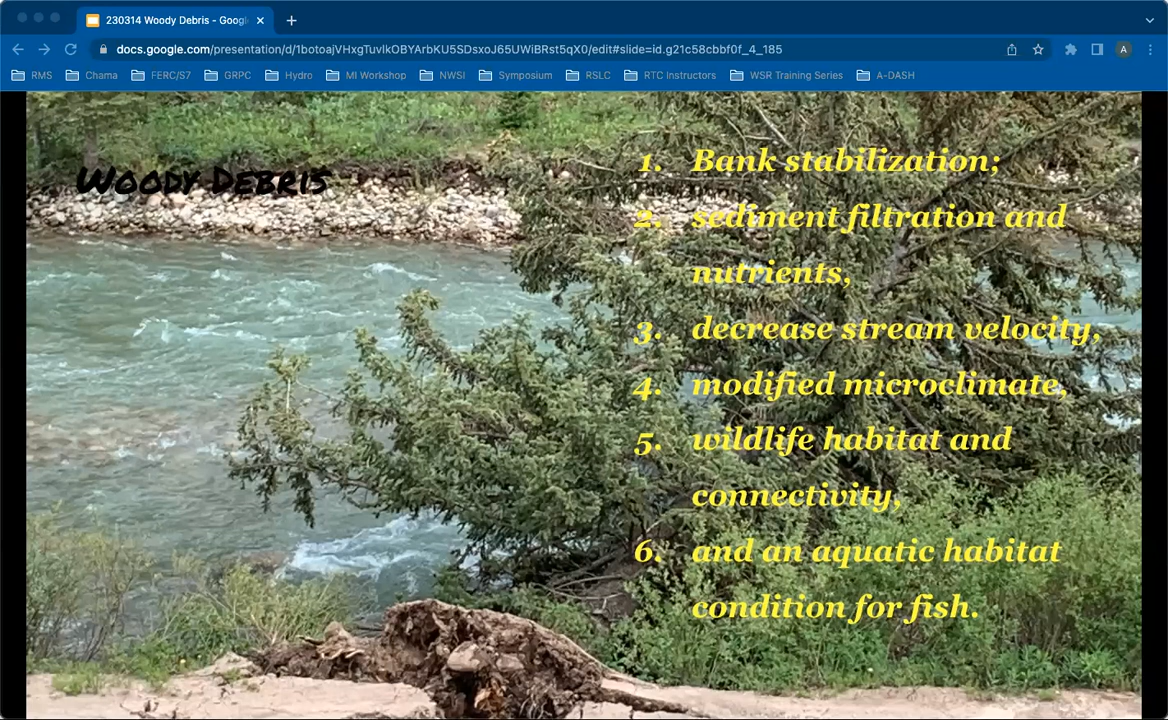 230314 Woody Debris - Googl
docs.google.com/presentation/d/1botoajVHxgTuvlkOBYArbKU5SDsxoJ65UWiBRst5qX0/edit#slide=id.g21c58cbbf0f_4_185
A
RMS Chama FERC/S7 GRPC Hydro MI Workshop NWSI Symposium RSLC RTC Instructors WSR Training Series A-DASH
Woody Debris
1. Bank stabilization;
2. sediment filtration and
nutrients,
3. decrease stream velocity,
4. modified microclimate,
5. wildlife habitat and
connectivity,
6. and an aquatic habitat
condition for fish.